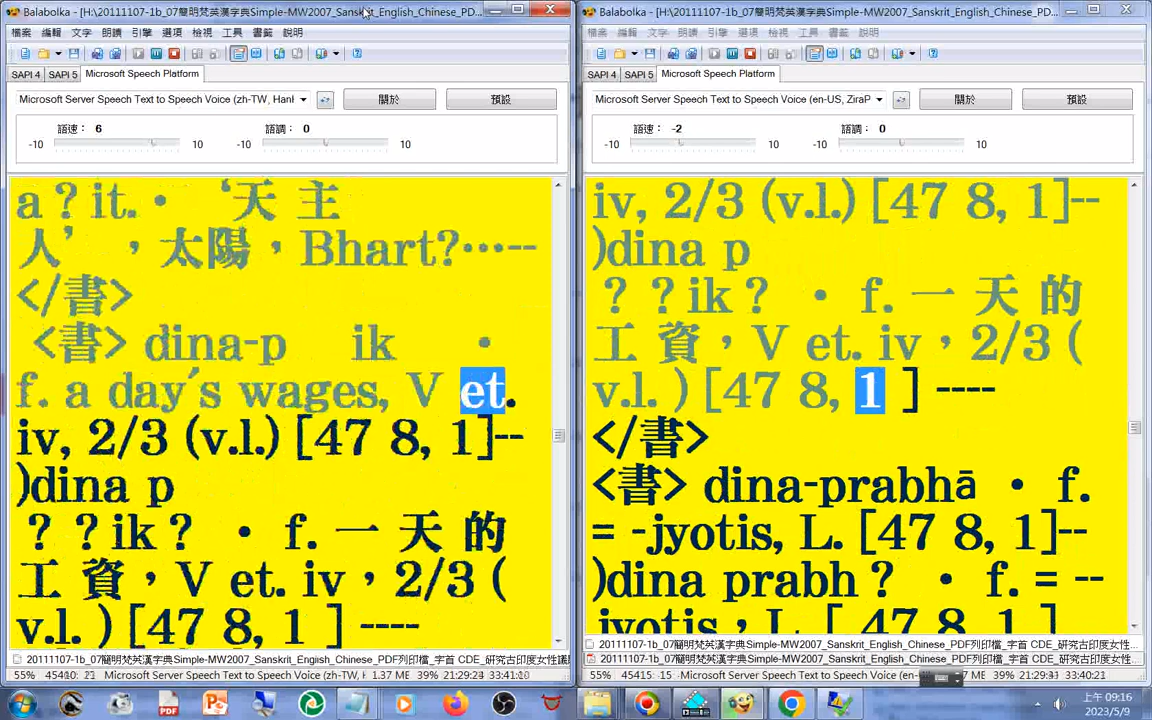 Balabolka - [H:\20111107-1b_07簡明梵英漢字典Simple-MW2007_Sanskrit_English_Chinese_PD...
檔案 編輯 文字 朗讀 引擎 選項 檢視 工具 書籤 說明
SAPI 4 SAPI 5 Microsoft Speech Platform
Microsoft Server Speech Text to Speech Voice (zh-TW, Hanl
關於 預設
語速： 6 語調： 0
-10 10 -10 10
a ? it. • ‘天 主
人’ ，太陽，Bhart?…--
</書>
<書> dina-p ik •
f. a day's wages, V et.
iv, 2/3 (v.l.) [47 8, 1]--
)dina p
? ?ik ? • f. 一 天 的
工 資，V et. iv，2/3 (
v.l. ) [47 8, 1 ] ----
20111107-1b_07簡明梵英漢字典Simple-MW2007_Sanskrit_English_Chinese_PDF列印檔_字首 CDE_研究古印度女性議
55% Microsoft Server Speech Text to Speech Voice (zh-TW, 1.37 MB 39% 21:29:24 33:41:10
Balabolka - [H:\20111107-1b_07簡明梵英漢字典Simple-MW2007_Sanskrit_English_Chinese_PD...
檔案 編輯 文字 朗讀 引擎 選項 檢視 工具 書籤 說明
SAPI 4 SAPI 5 Microsoft Speech Platform
Microsoft Server Speech Text to Speech Voice (en-US, ZiraP
關於 預設
語速： -2 語調： 0
-10 10 -10 10
iv, 2/3 (v.l.) [47 8, 1]--
)dina p
? ?ik ? • f. 一 天 的
工 資，V et. iv，2/3 (
v.l. ) [47 8, 1 ] ----
</書>
<書> dina-prabhā • f.
= -jyotis, L. [47 8, 1]--
)dina prabh ? • f. = --
jyotis，L. [ 47 8, 1 ]
20111107-1b_07簡明梵英漢字典Simple-MW2007_Sanskrit_English_Chinese_PDF列印檔_字首 CDE_研究古印度女性
20111107-1b_07簡明梵英漢字典Simple-MW2007_Sanskrit_English_Chinese_PDF列印檔_字首 CDE_研究古印度女性
55% 45415: 15 Microsoft Server Speech Text to Speech Voice (en-US, 39% 21:29:31 33:40:21
上午 09:16
2023/5/9